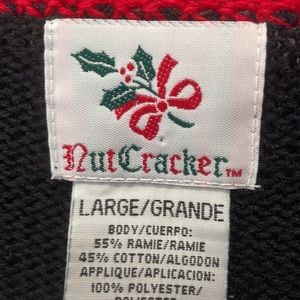 NutCracker™
LARGE/GRANDE
BODY/CUERPO:
55% RAMIE/RAMIE
45% COTTON/ALGODON
APPLIQUE/APLICACION:
100% POLYESTER/